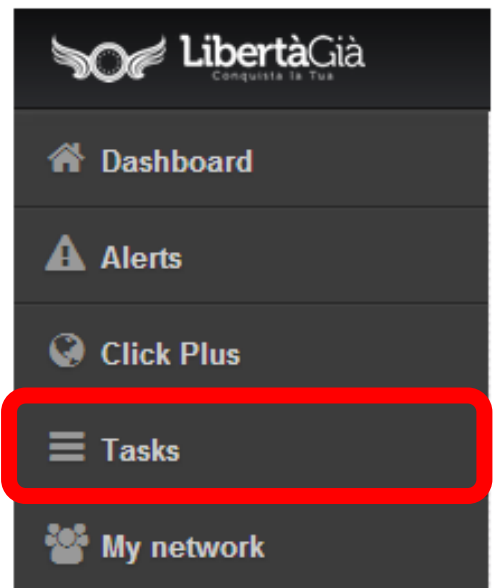 LibertàGià
Conquista la Tua
Dashboard
Alerts
Click Plus
Tasks
My network